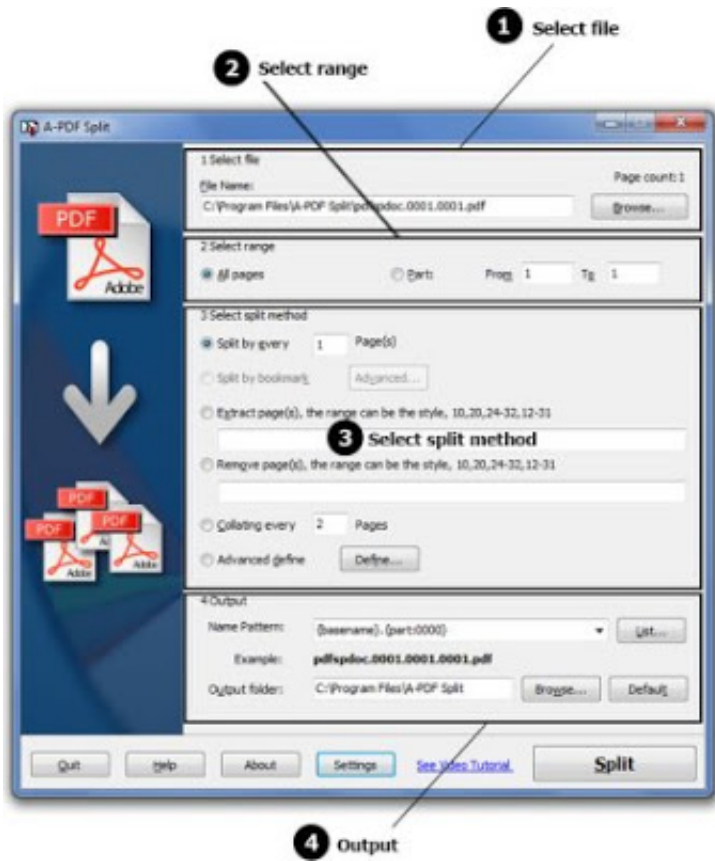 1 Select file
2 Select range
A-PDF Split
1 Select file
File Name:
Page count: 1
C:\Program Files\A-PDF Split\pdfspdoc.0001.0001.pdf
Browse...
2 Select range
All pages
Part:
From 1
To 1
3 Select split method
Split by every 1 Page(s)
Split by bookmark
Advanced...
Extract page(s), the range can be the style, 10,20,24-32,12-31
3 Select split method
Remove page(s), the range can be the style, 10,20,24-32,12-31
Collating every 2 Pages
Advanced define
Define...
4 Output
Name Pattern: {basename}.{part:0000}
List...
Example: pdfspdoc.0001.0001.0001.pdf
Output folder: C:\Program Files\A-PDF Split
Browse...
Default
PDF
Adobe
PDF
PDF
PDF
Adobe
Adobe
Quit
Help
About
Settings
See Video Tutorial.
Split
4 Output